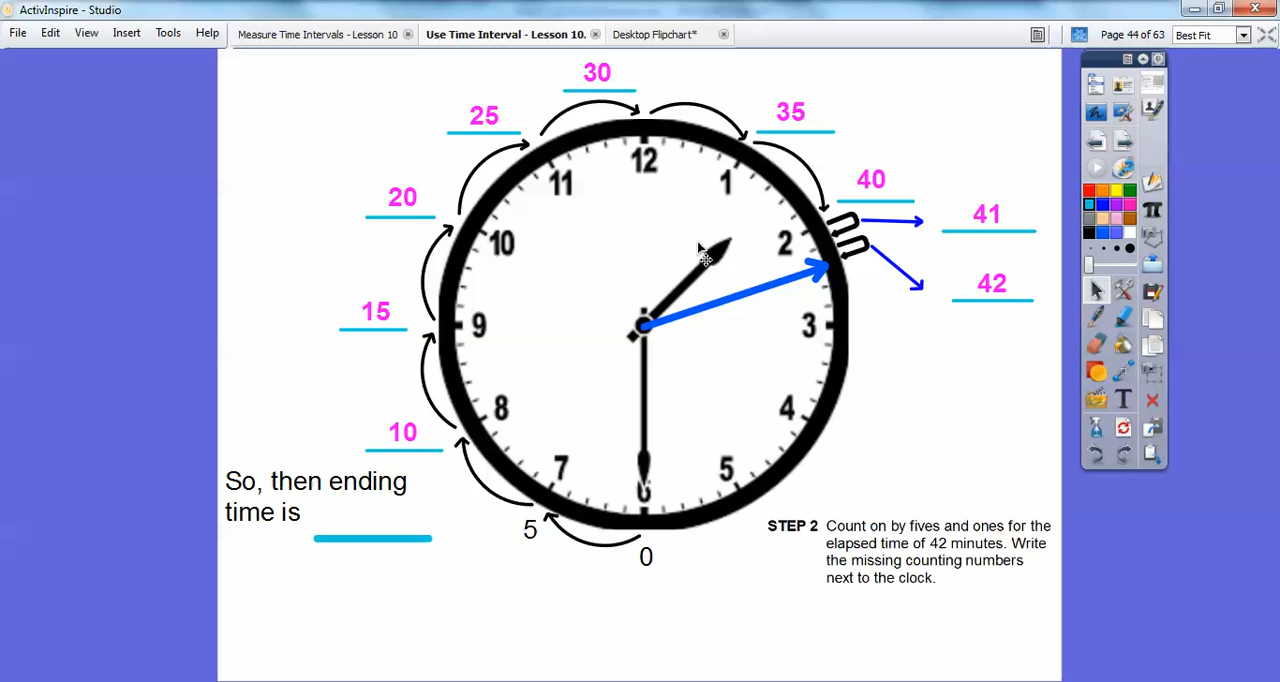 ActivInspire - Studio
File Edit View Insert Tools Help
Measure Time Intervals - Lesson 10
Use Time Interval - Lesson 10.
Desktop Flipchart*
Page 44 of 63
Best Fit
30
25
35
20
40
41
15
42
10
12
11
1
10
2
9
3
8
4
7
5
6
So, then ending
time is
5
0
STEP 2 Count on by fives and ones for the
elapsed time of 42 minutes. Write
the missing counting numbers
next to the clock.